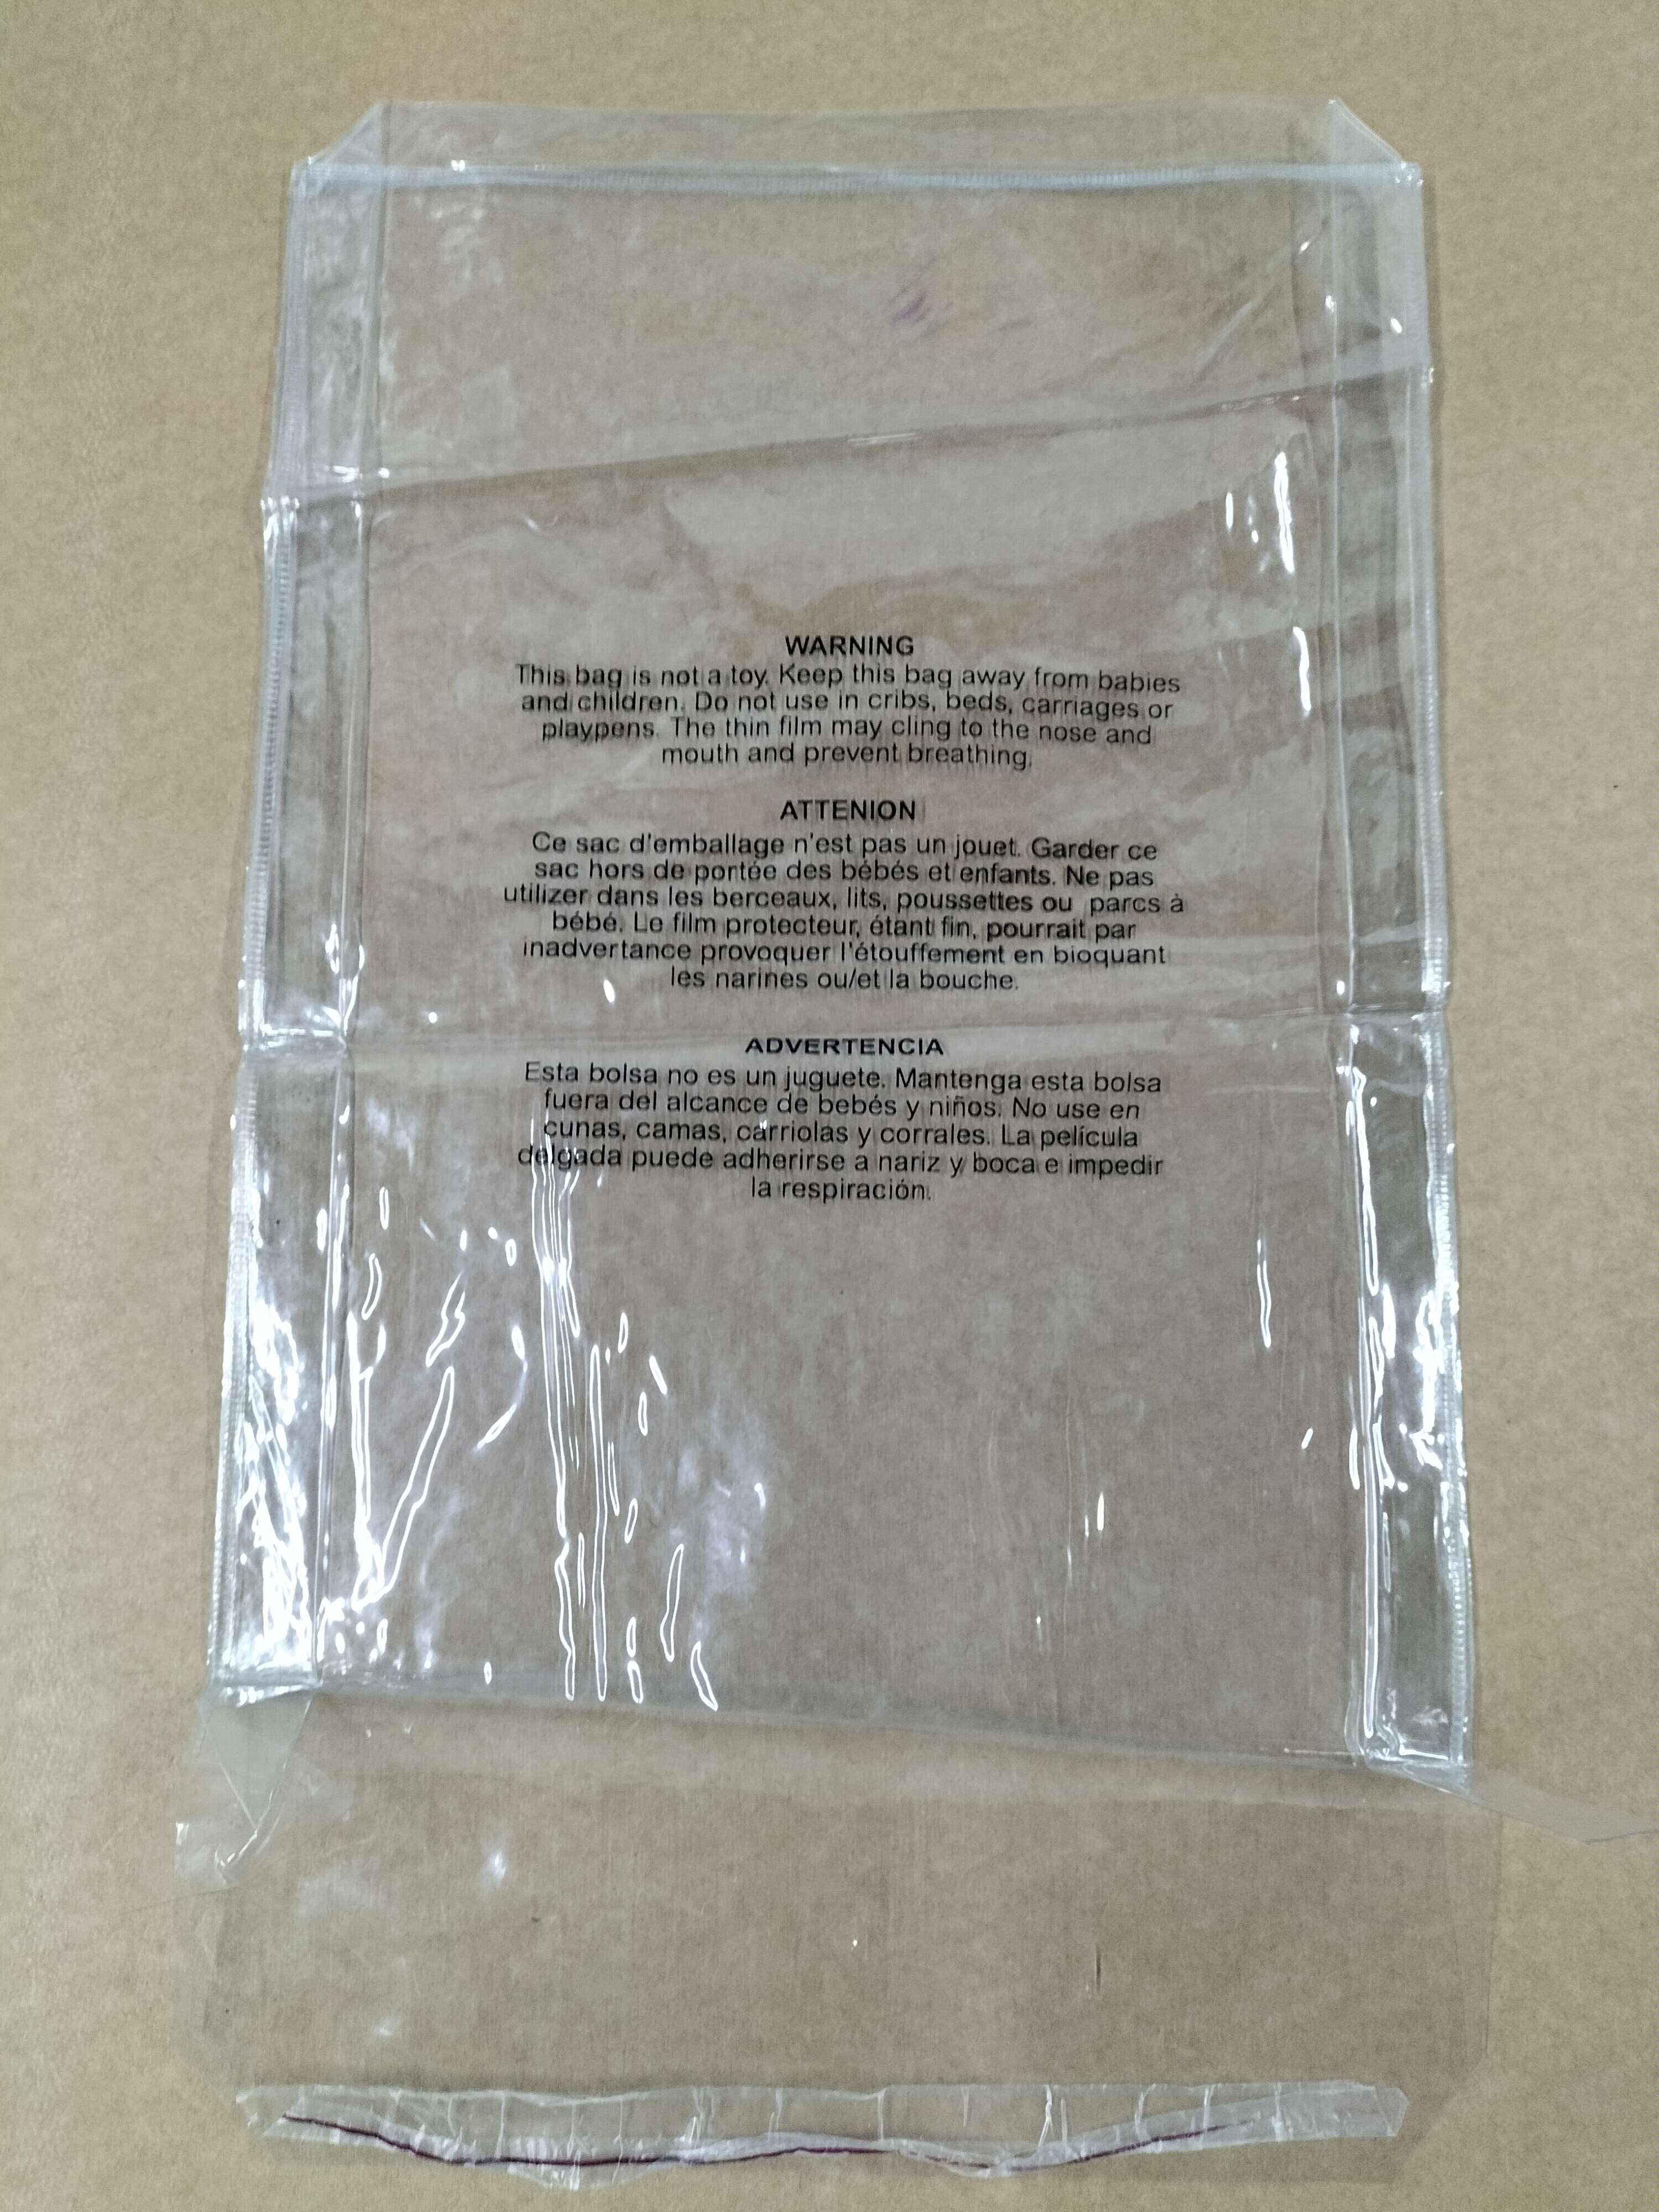 WARNING
This bag is not a toy. Keep this bag away from babies
and children. Do not use in cribs, beds, carriages or
playpens. The thin film may cling to the nose and
mouth and prevent breathing.
ATTENION
Ce sac d'emballage n'est pas un jouet. Garder ce
sac hors de portée des bébés et enfants. Ne pas
utilizer dans les berceaux, lits, poussettes ou parcs à
bébé. Le film protecteur, étant fin, pourrait par
inadvertance provoquer l'étouffement en bioquant
les narines ou/et la bouche.
ADVERTENCIA
Esta bolsa no es un juguete. Mantenga esta bolsa
fuera del alcance de bebés y niños. No use en
cunas, camas, carriolas y corrales. La película
delgada puede adherirse a nariz y boca e impedir
la respiración.